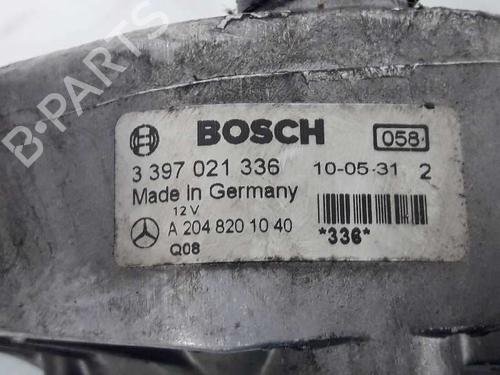 BOSCH 058
3 397 021 336 10-05-31 2
Made in Germany
12 V
A 204 820 10 40
Q08
*336*
B-PARTS